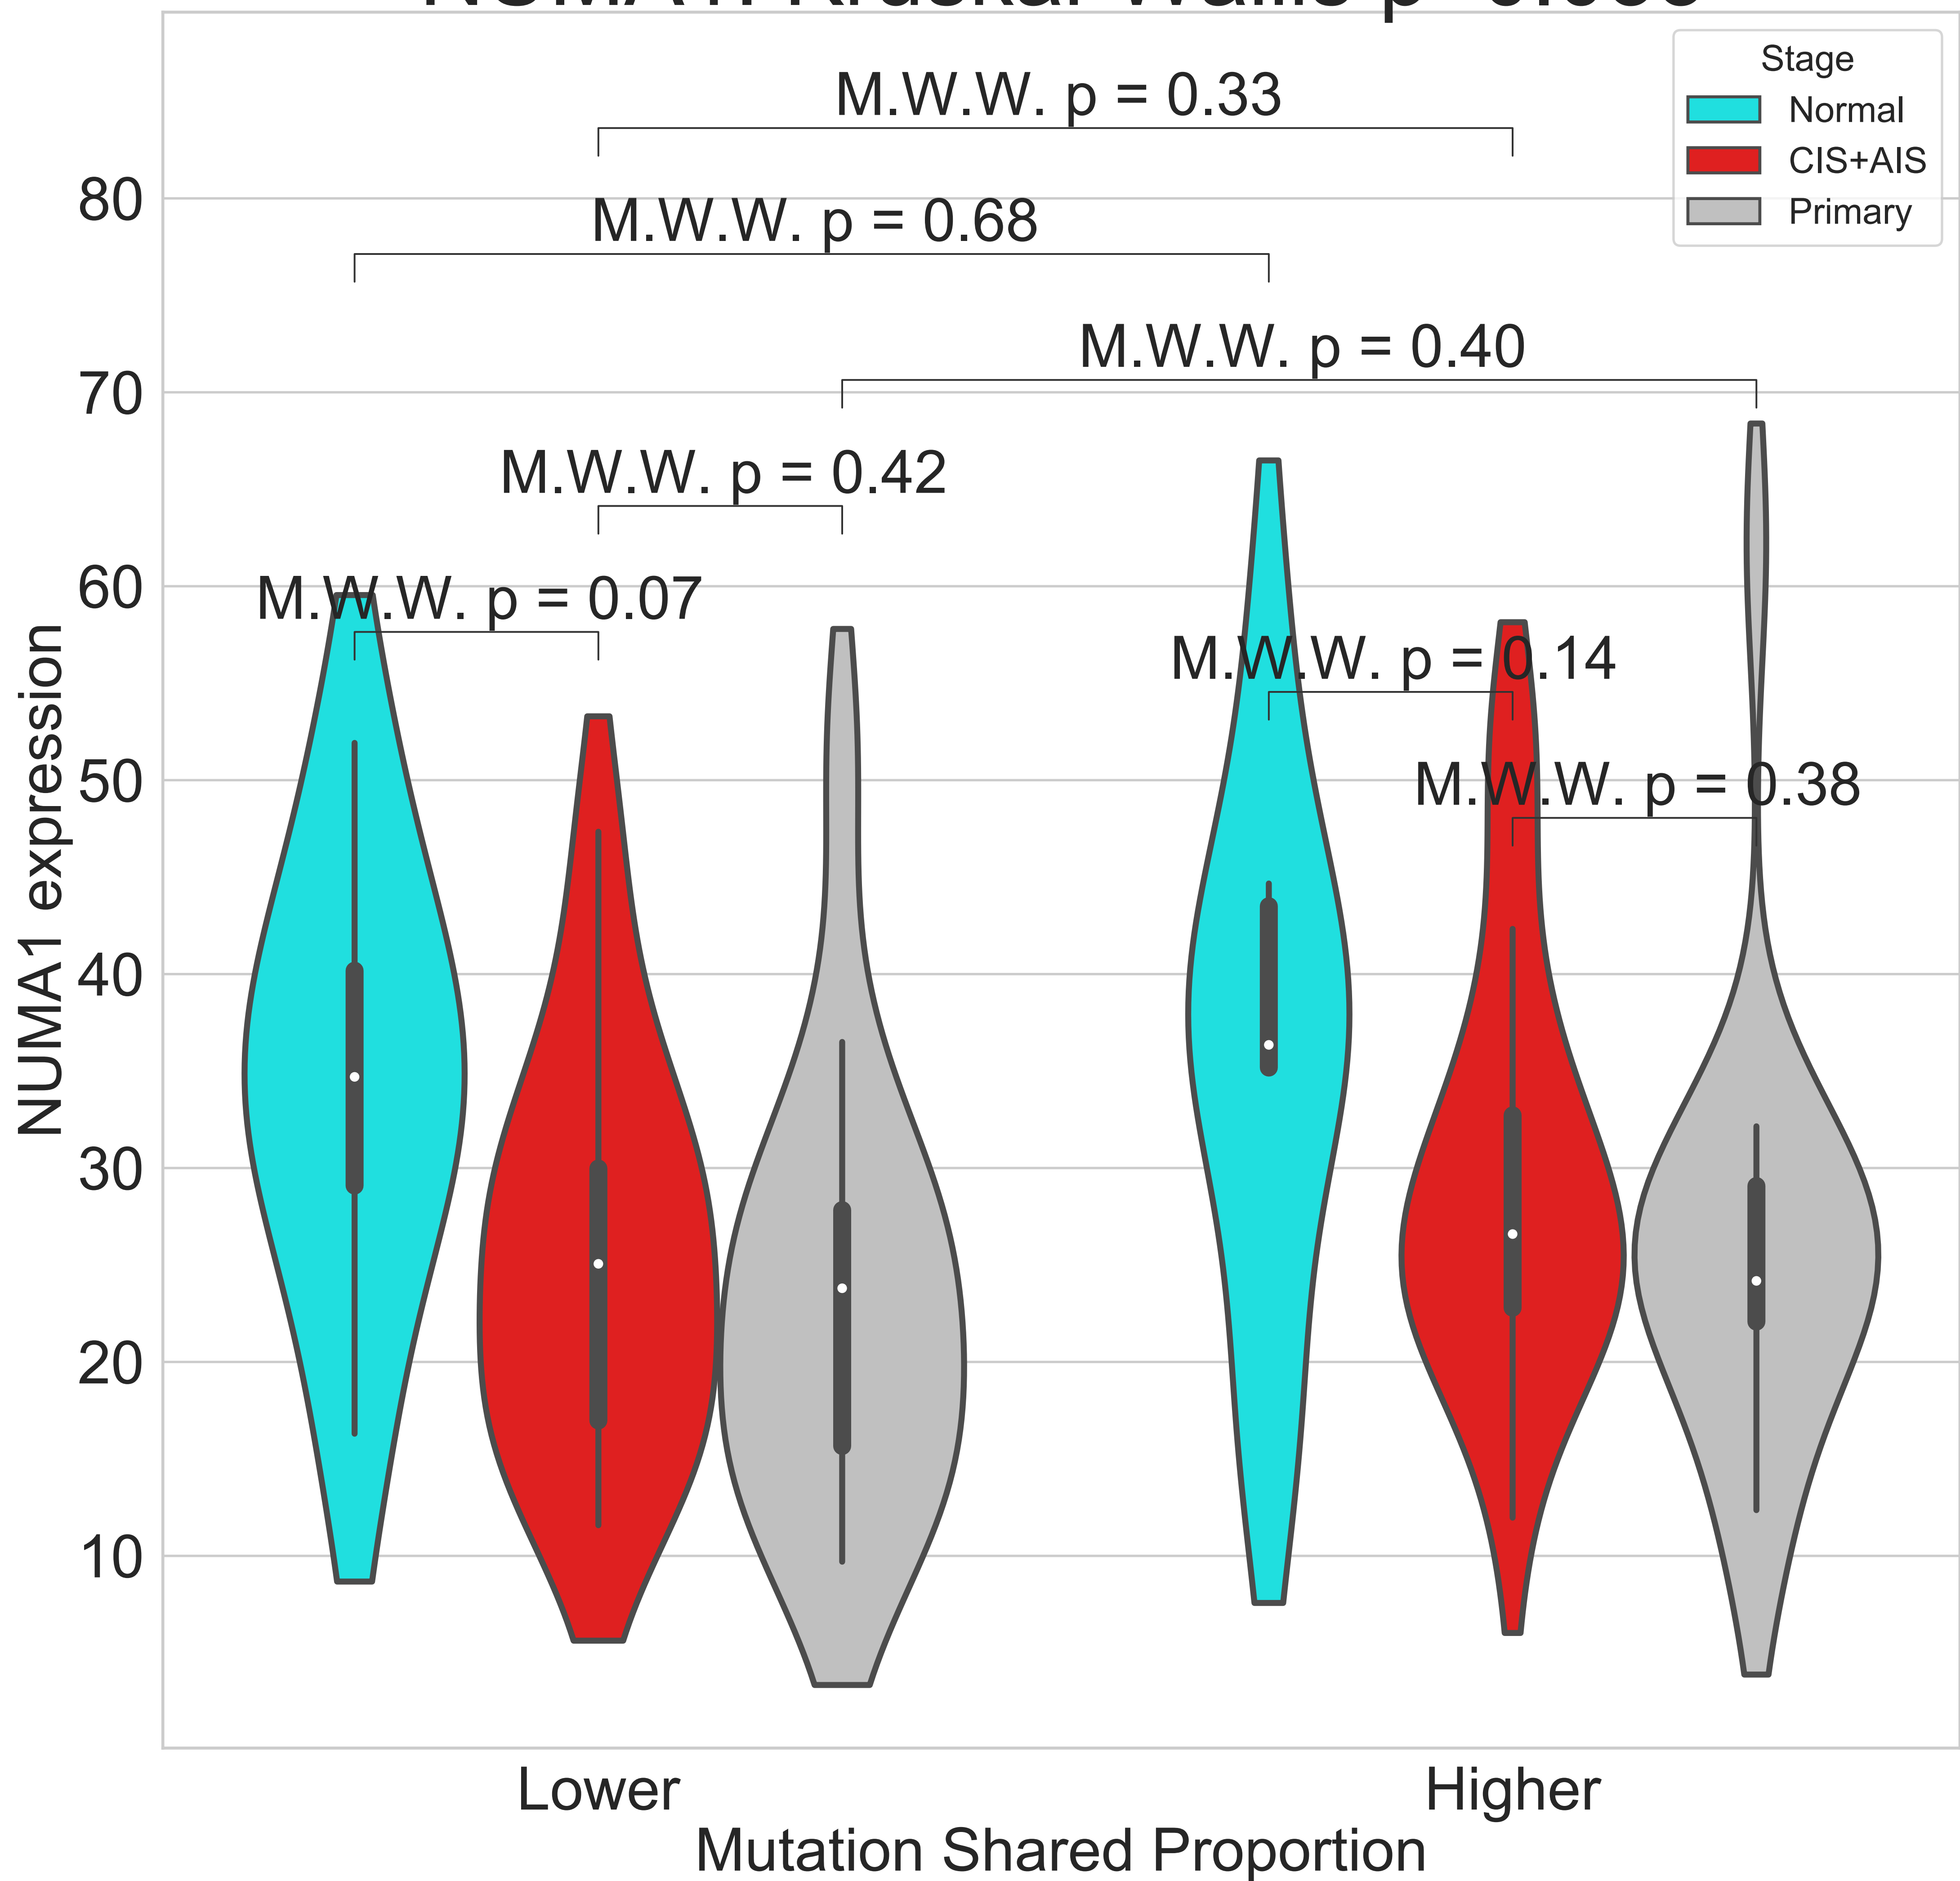 Stage
Normal
CIS+AIS
Primary
M.W.W. p = 0.33
M.W.W. p = 0.68
M.W.W. p = 0.40
M.W.W. p = 0.42
M.W.W. p = 0.07
M.W.W. p = 0.14
M.W.W. p = 0.38
80
70
60
50
40
30
20
10
NUMA1 expression
Lower
Higher
Mutation Shared Proportion